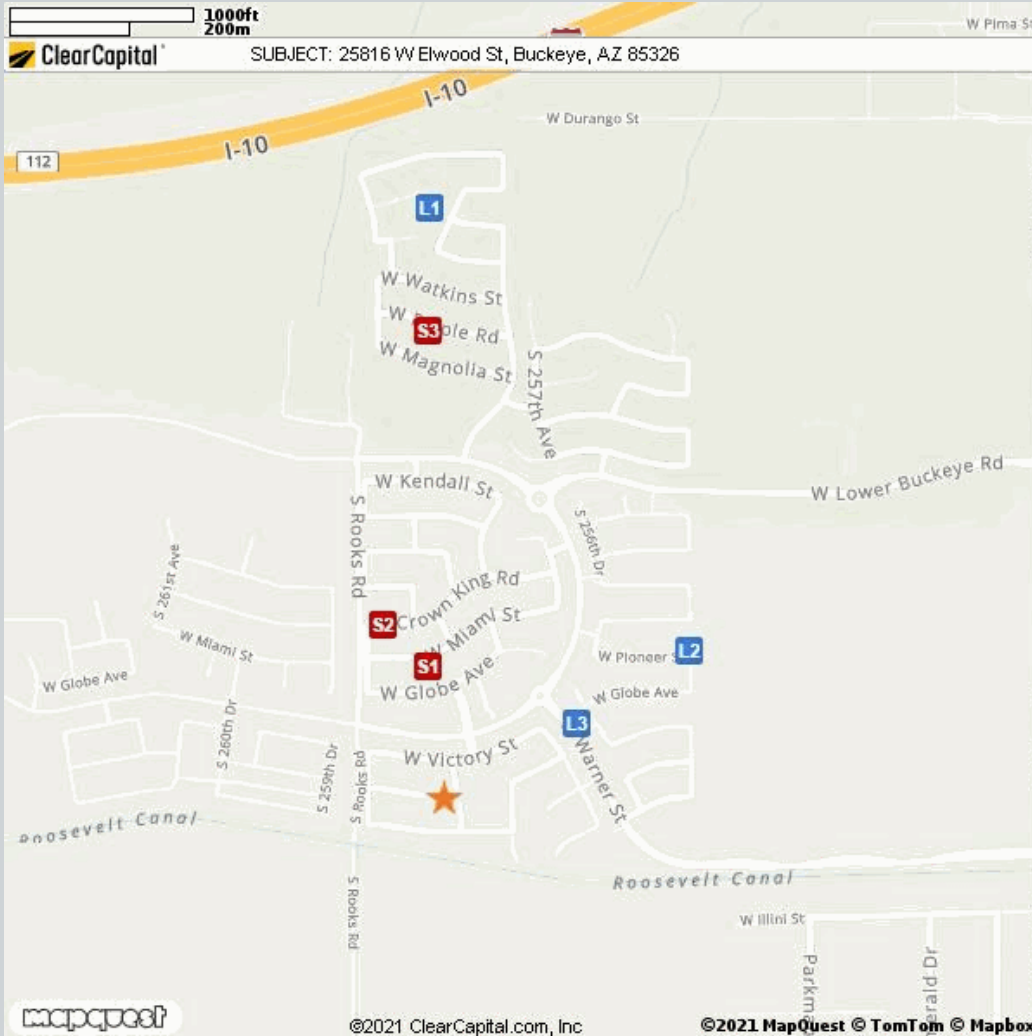 1000ft
200m
W Pima St
ClearCapital
SUBJECT: 25816 W Elwood St, Buckeye, AZ 85326
I-10
W Durango St
I-10
112
L1
W Watkins St
W
S3
Rd
W Magnolia St
S 257th Ave
W Lower Buckeye Rd
W Kendall St
S Rooks Rd
S 256th Dr
S 261st Ave
Crown King Rd
S2
W Miami St
W Miami St
S1
W Pioneer S
L2
W Globe Ave
W Globe Ave
W Globe Ave
S 260th Dr
L3
Warner St
W Victory St
S 259th Dr
S Rooks Rd
Roosevelt Canal
Roosevelt Canal
S Rooks Rd
W Illini St
mapquest
©2021 ClearCapital.com, Inc
©2021 MapQuest © TomTom © Mapbox